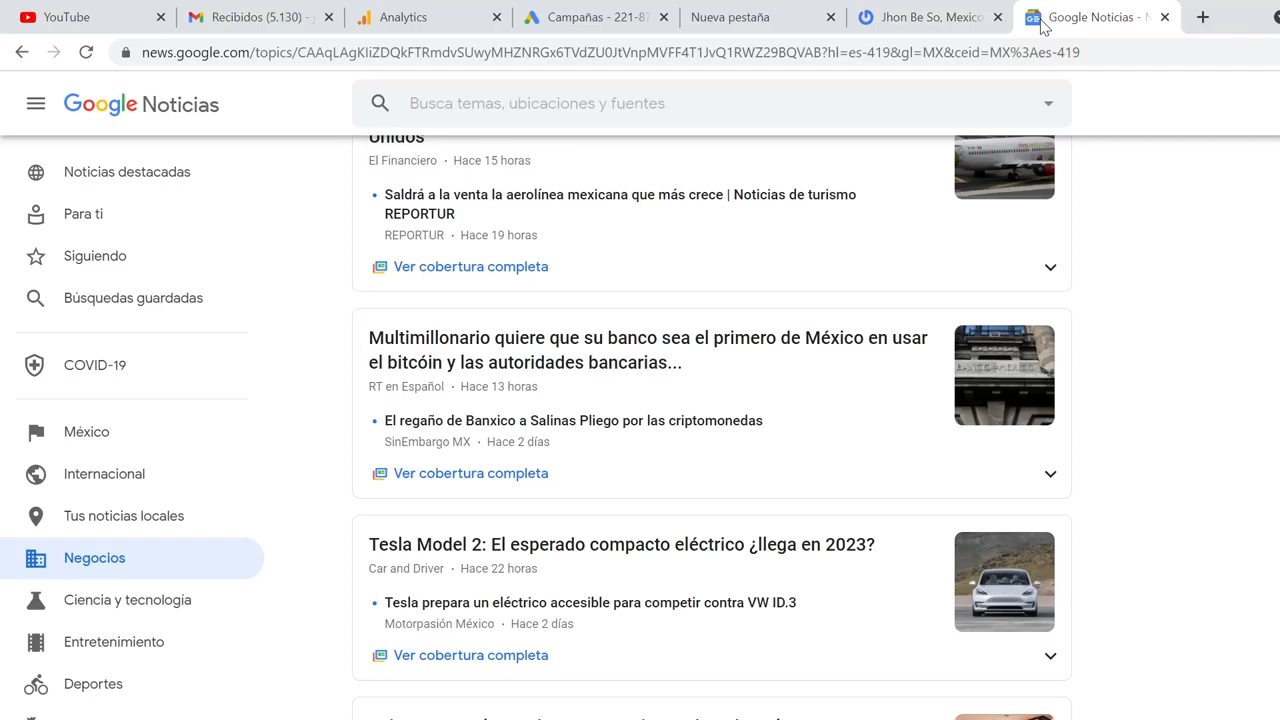 YouTube
Recibidos (5.130) -
Analytics
Campañas - 221-87
Nueva pestaña
Jhon Be So, Mexico
Google Noticias - N
news.google.com/topics/CAAqLAgKIiZDQkFTRmdvSUwyMHZNRGx6TVdZU0JtVnpMVFF4T1JvQ1RWZ29BQVAB?hl=es-419&gl=MX&ceid=MX%3Aes-419
Google Noticias
Busca temas, ubicaciones y fuentes
Noticias destacadas
Para ti
Siguiendo
Búsquedas guardadas
COVID-19
México
Internacional
Tus noticias locales
Negocios
Ciencia y tecnología
Entretenimiento
Deportes
Unidos
El Financiero · Hace 15 horas
• Saldrá a la venta la aerolínea mexicana que más crece | Noticias de turismo
REPORTUR
REPORTUR · Hace 19 horas
Ver cobertura completa
Multimillonario quiere que su banco sea el primero de México en usar
el bitcóin y las autoridades bancarias...
RT en Español · Hace 13 horas
• El regaño de Banxico a Salinas Pliego por las criptomonedas
SinEmbargo MX · Hace 2 días
Ver cobertura completa
Tesla Model 2: El esperado compacto eléctrico ¿llega en 2023?
Car and Driver · Hace 22 horas
• Tesla prepara un eléctrico accesible para competir contra VW ID.3
Motorpasión México · Hace 2 días
Ver cobertura completa